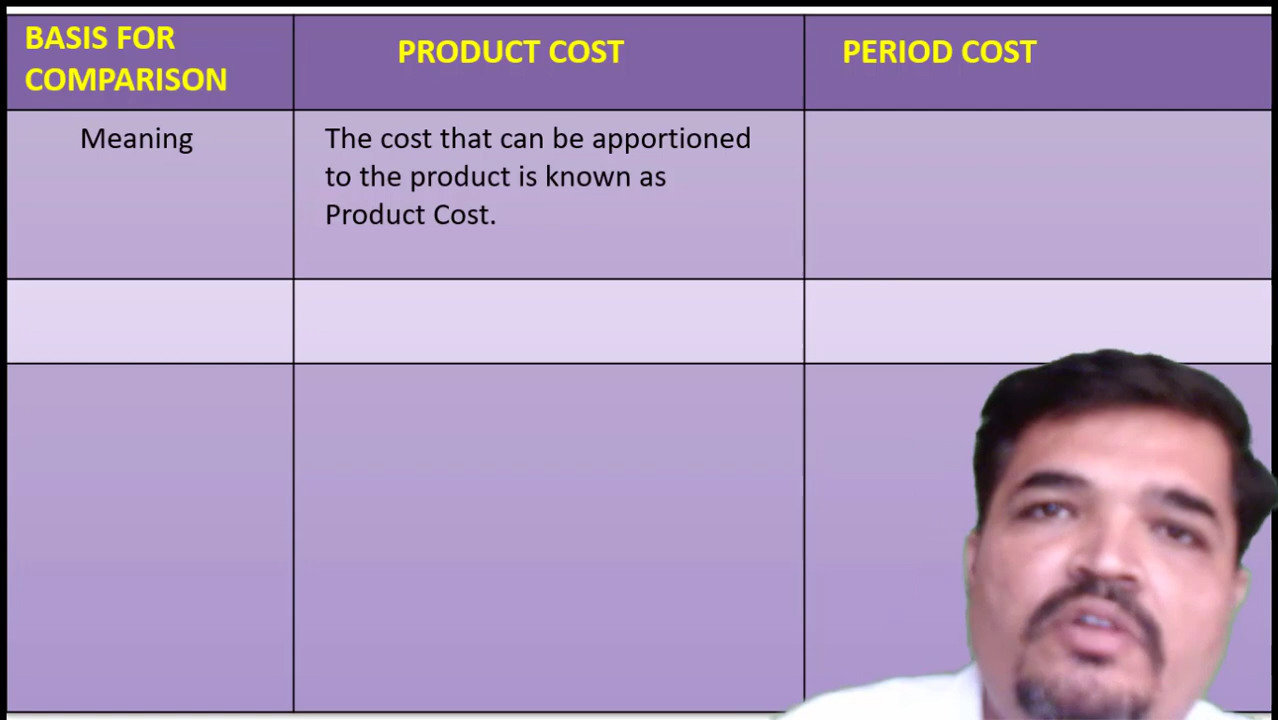 BASIS FOR
COMPARISON
PRODUCT COST
PERIOD COST
Meaning
The cost that can be apportioned
to the product is known as
Product Cost.